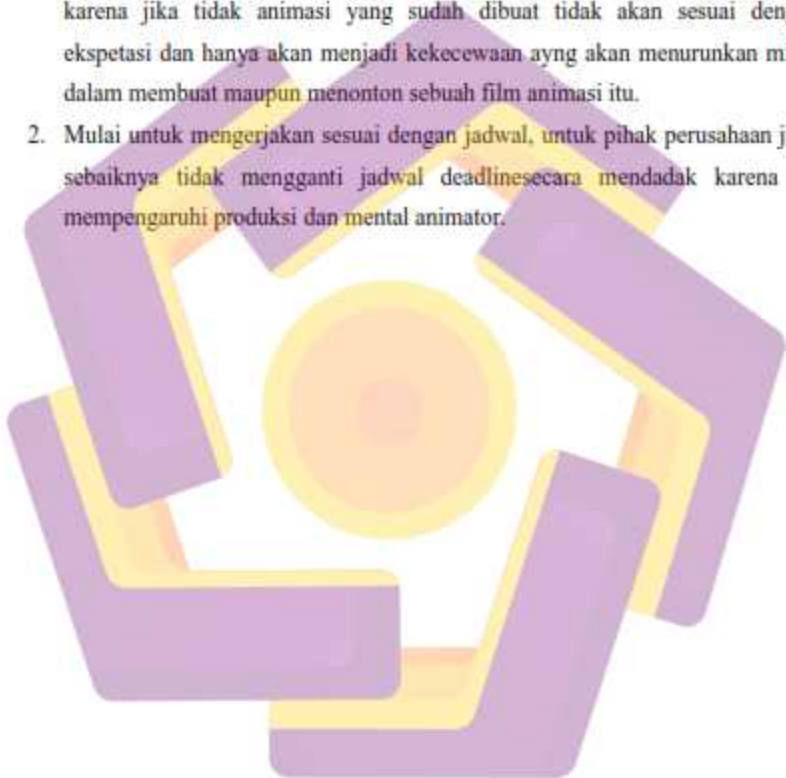 karena jika tidak animasi yang sudah dibuat tidak akan sesuai den
ekspetasi dan hanya akan menjadi kekecewaan ayng akan menurunkan m
dalam membuat maupun menonton sebuah film animasi itu.
2. Mulai untuk mengerjakan sesuai dengan jadwal, untuk pihak perusahaan j
sebaiknya tidak mengganti jadwal deadlinesecara mendadak karena
mempengaruhi produksi dan mental animator.